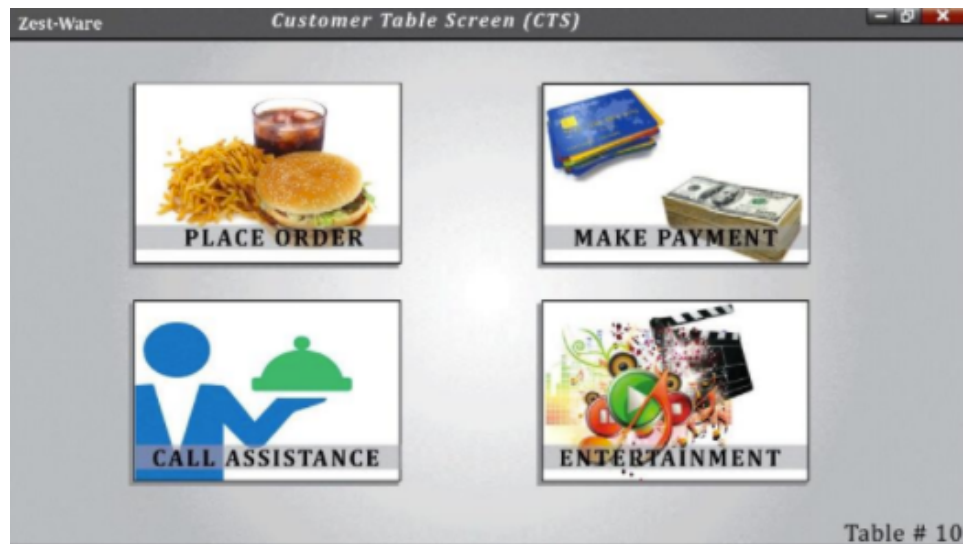 Zest-Ware
Customer Table Screen (CTS)
PLACE ORDER
MAKE PAYMENT
CALL ASSISTANCE
ENTERTAINMENT
Table # 10